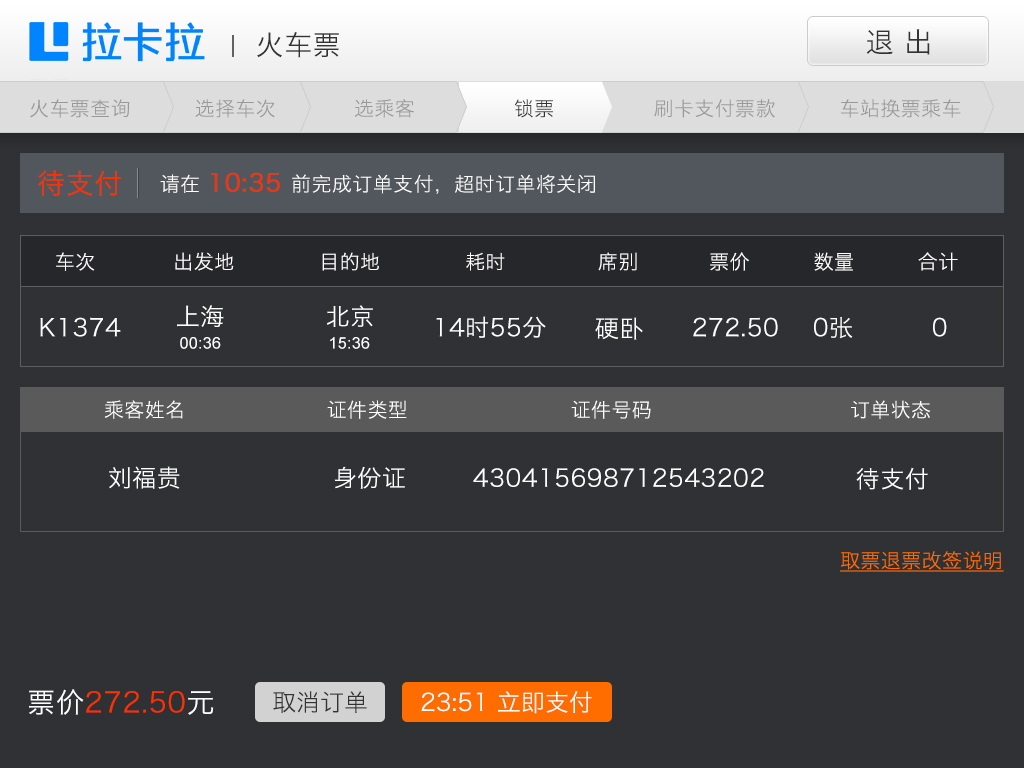 拉卡拉 | 火车票 退 出
火车票查询 选择车次 选乘客 锁票 刷卡支付票款 车站换票乘车
待支付 请在 10:35 前完成订单支付，超时订单将关闭
车次 出发地 目的地 耗时 席别 票价 数量 合计
K1374 上海 北京 14时55分 硬卧 272.50 0张 0
00:36 15:36
乘客姓名 证件类型 证件号码 订单状态
刘福贵 身份证 430415698712543202 待支付
取票退票改签说明
票价272.50元 取消订单 23:51 立即支付